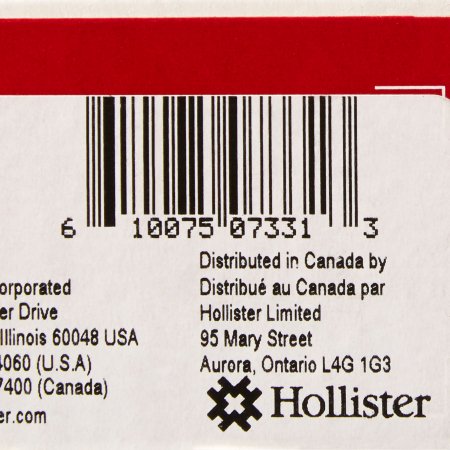 6 10075 07331 3
orporated
er Drive
Illinois 60048 USA
4060 (U.S.A)
7400 (Canada)
er.com
Distributed in Canada by
Distribué au Canada par
Hollister Limited
95 Mary Street
Aurora, Ontario L4G 1G3
Hollister